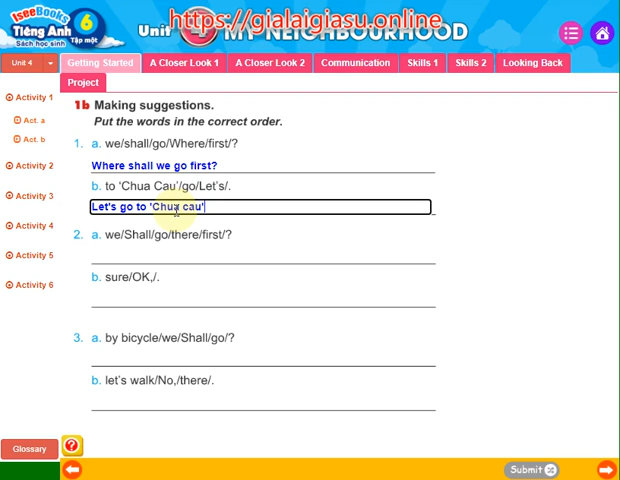 IseeBooks
Tiếng Anh 6
Sách học sinh Tập một
Unit 4 MY NEIGHBOURHOOD
https://gialaigiasu.online
Unit 4
Getting Started
A Closer Look 1
A Closer Look 2
Communication
Skills 1
Skills 2
Looking Back
Project
Activity 1
Act. a
Act. b
Activity 2
Activity 3
Activity 4
Activity 5
Activity 6
1b Making suggestions.
Put the words in the correct order.
1. a. we/shall/go/Where/first/?
Where shall we go first?
b. to ‘Chua Cau’/go/Let’s/.
Let's go to 'Chua cau'
2. a. we/Shall/go/there/first/?
b. sure/OK,/.
3. a. by bicycle/we/Shall/go/?
b. let’s walk/No,/there/.
Glossary
?
Submit